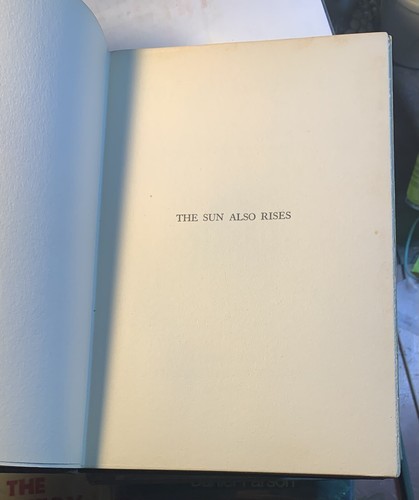 THE SUN ALSO RISES
THE